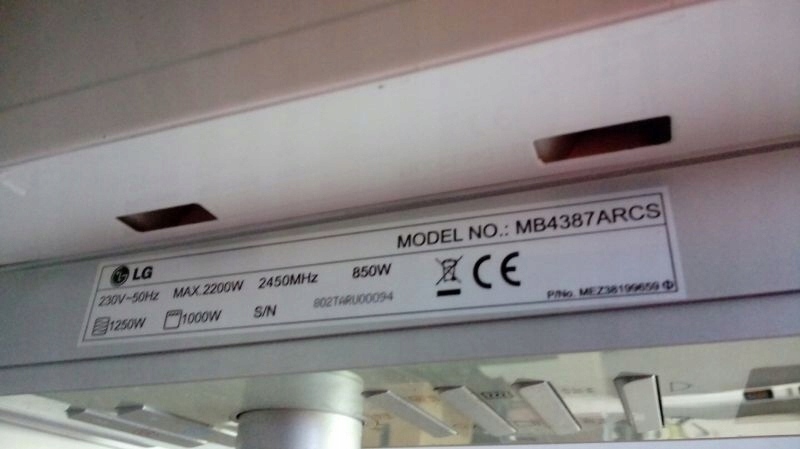 LG MODEL NO.: MB4387ARCS
230V~50Hz MAX.2200W 2450MHz 850W CE
1250W 1000W S/N 802TARU00094 P/No. MEZ38199659